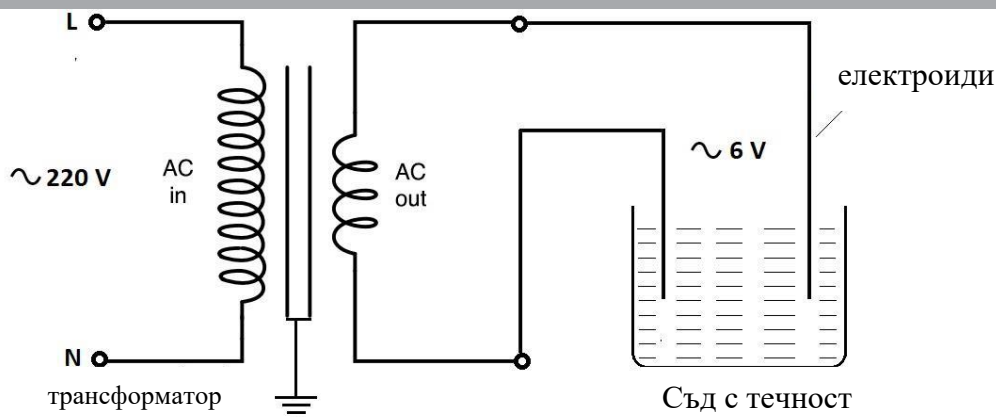 L
електроиди
~ 220 V
AC
in
AC
out
~ 6 V
N
трансформатор
Съд с течност